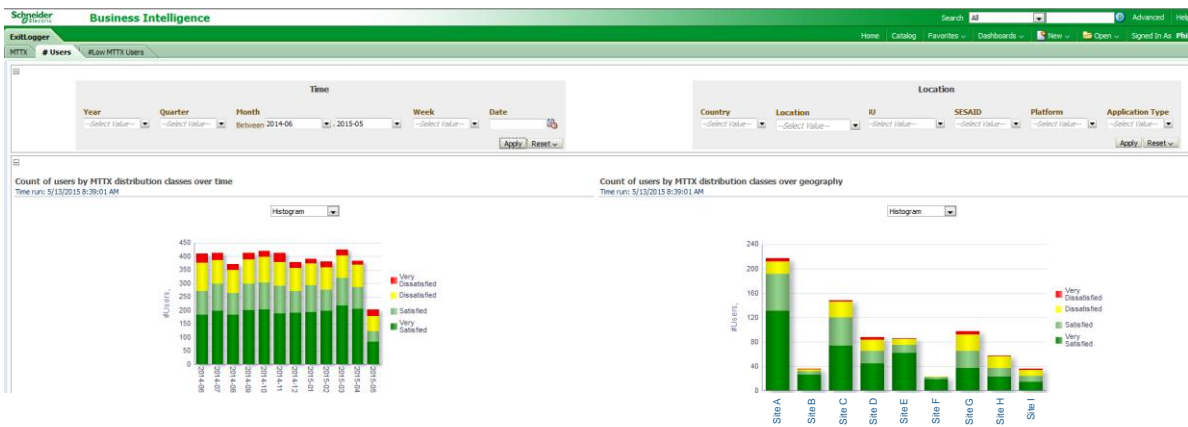 Schneider Electric
Business Intelligence
Search All Advanced Help
ExitLogger
Home Catalog Favorites Dashboards New Open Signed In As Phil
MTTX # Users #Low MTTX Users
Time
Year Quarter Month Week Date
--Select Value-- --Select Value-- Between 2014-06 - 2015-05 --Select Value--
Apply Reset
Location
Country Location IU SESAID Platform Application Type
--Select Value-- --Select Value-- --Select Value-- --Select Value-- --Select Value-- --Select Value--
Apply Reset
Count of users by MTTX distribution classes over time
Time run: 5/13/2015 8:39:01 AM
Histogram
450
400
350
300
250
200
150
100
50
0
#Users,
2014-06
2014-07
2014-08
2014-09
2014-10
2014-11
2014-12
2015-01
2015-02
2015-03
2015-04
2015-05
Very
Dissatisfied
Dissatisfied
Satisfied
Very
Satisfied
Count of users by MTTX distribution classes over geography
Time run: 5/13/2015 8:39:01 AM
Histogram
240
200
160
120
80
40
0
#Users,
Site A
Site B
Site C
Site D
Site E
Site F
Site G
Site H
Site I
Very
Dissatisfied
Dissatisfied
Satisfied
Very
Satisfied